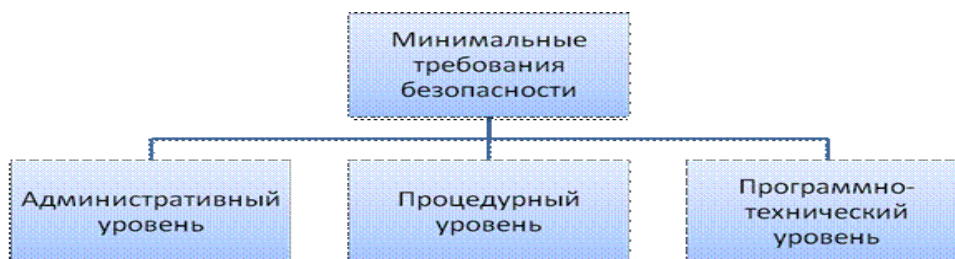 Минимальные
требования
безопасности
Административный
уровень
Процедурный
уровень
Программно-
технический
уровень